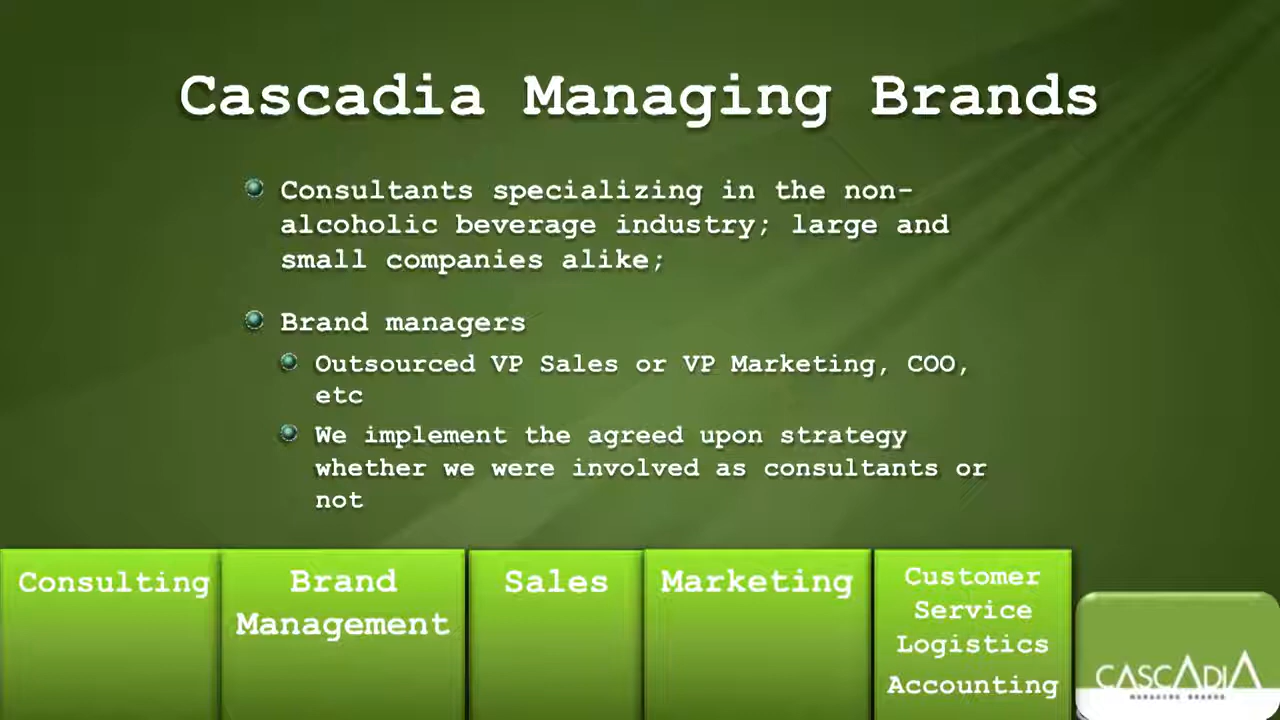 Cascadia Managing Brands
Consultants specializing in the non-
alcoholic beverage industry; large and
small companies alike;
Brand managers
Outsourced VP Sales or VP Marketing, COO,
etc
We implement the agreed upon strategy
whether we were involved as consultants or
not
Consulting
Brand
Management
Sales
Marketing
Customer
Service
Logistics
Accounting
CASCADIA
MANAGING BRANDS